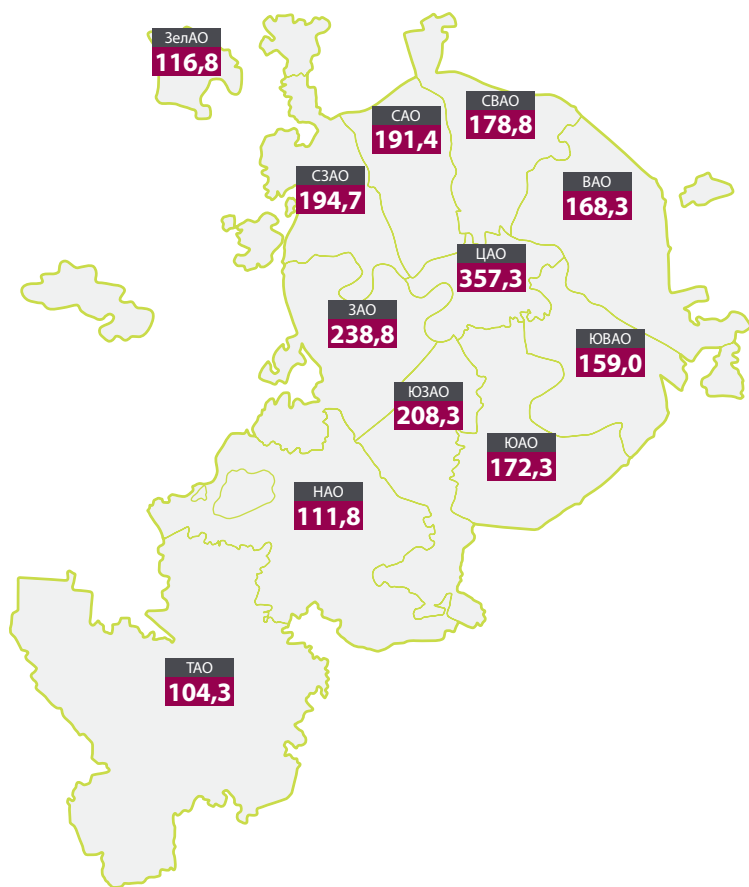 ЗелАО
116,8
СВАО
178,8
САО
191,4
СЗАО
194,7
ВАО
168,3
ЦАО
357,3
ЗАО
238,8
ЮВАО
159,0
ЮЗАО
208,3
ЮАО
172,3
НАО
111,8
ТАО
104,3